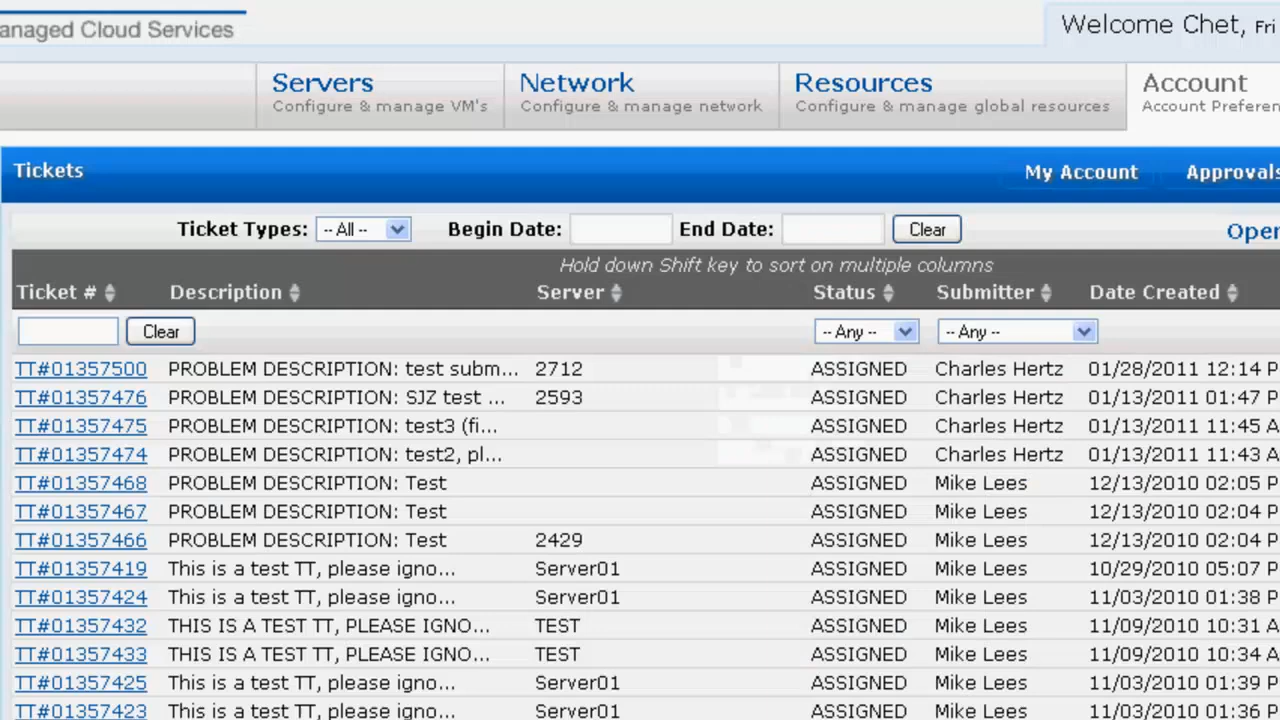 anaged Cloud Services
Welcome Chet, Fri
Servers Network Resources Account
Configure & manage VM's Configure & manage network Configure & manage global resources Account Preferen
Tickets My Account Approvals
Ticket Types: -- All -- Begin Date: End Date: Clear Open
Hold down Shift key to sort on multiple columns
Ticket # Description Server Status Submitter Date Created
Clear -- Any -- -- Any --
TT#01357500 PROBLEM DESCRIPTION: test subm... 2712 ASSIGNED Charles Hertz 01/28/2011 12:14 P
TT#01357476 PROBLEM DESCRIPTION: SJZ test ... 2593 ASSIGNED Charles Hertz 01/13/2011 01:47 P
TT#01357475 PROBLEM DESCRIPTION: test3 (fi... ASSIGNED Charles Hertz 01/13/2011 11:45 A
TT#01357474 PROBLEM DESCRIPTION: test2, pl... ASSIGNED Charles Hertz 01/13/2011 11:43 A
TT#01357468 PROBLEM DESCRIPTION: Test ASSIGNED Mike Lees 12/13/2010 02:05 P
TT#01357467 PROBLEM DESCRIPTION: Test ASSIGNED Mike Lees 12/13/2010 02:04 P
TT#01357466 PROBLEM DESCRIPTION: Test 2429 ASSIGNED Mike Lees 12/13/2010 02:04 P
TT#01357419 This is a test TT, please igno... Server01 ASSIGNED Mike Lees 10/29/2010 05:07 P
TT#01357424 This is a test TT, please igno... Server01 ASSIGNED Mike Lees 11/03/2010 01:38 P
TT#01357432 THIS IS A TEST TT, PLEASE IGNO... TEST ASSIGNED Mike Lees 11/09/2010 10:31 A
TT#01357433 THIS IS A TEST TT, PLEASE IGNO... TEST ASSIGNED Mike Lees 11/09/2010 10:34 A
TT#01357425 This is a test TT, please igno... Server01 ASSIGNED Mike Lees 11/03/2010 01:39 P
TT#01357423 This is a test TT, please igno... Server01 ASSIGNED Mike Lees 11/03/2010 01:36 P